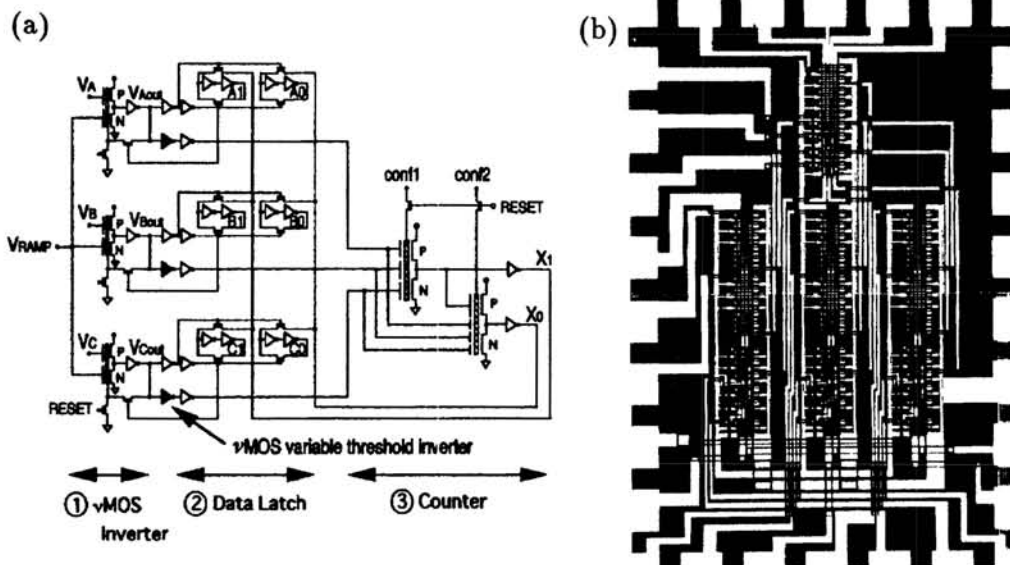 (a)
(b)
VA
P
VAout
N
A1
A0
conf1
conf2
RESET
VB
P
VBout
N
B1
B0
VRAMP
P
N
X1
P
X0
N
VC
P
VCout
N
C1
C0
RESET
νMOS variable threshold inverter
① νMOS
Inverter
② Data Latch
③ Counter